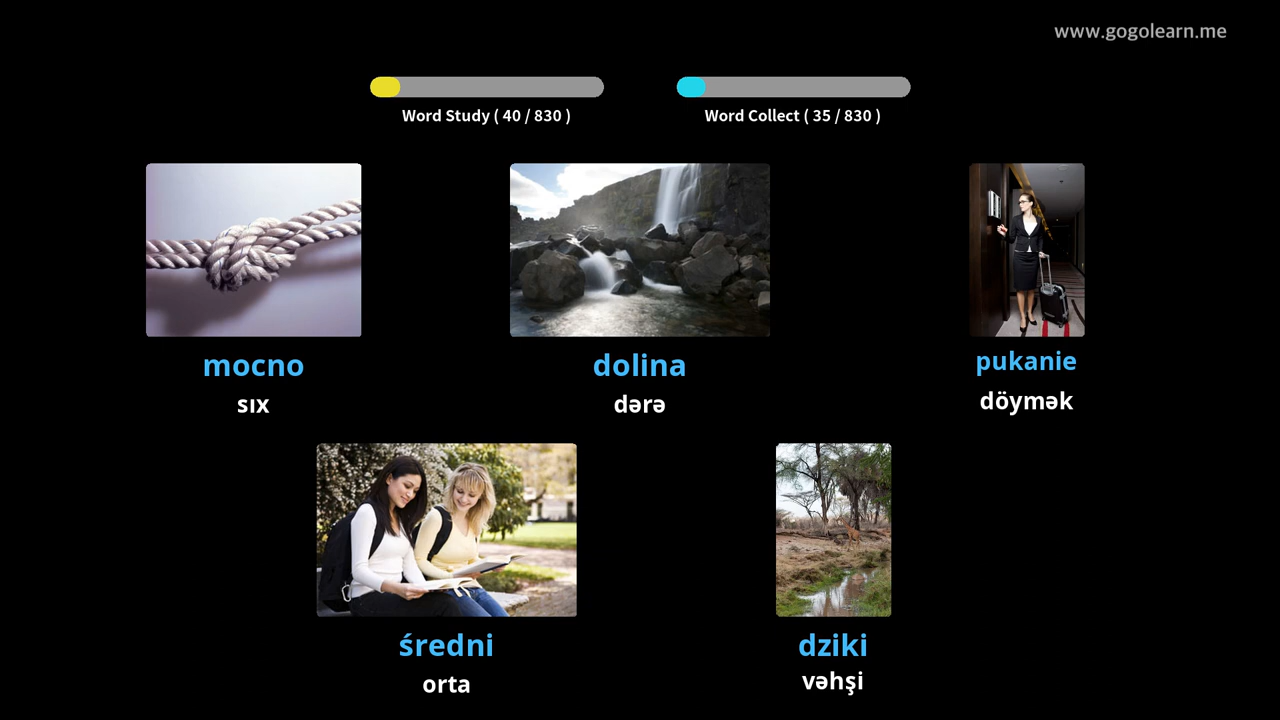 www.gogolearn.me
Word Study ( 40 / 830 )
Word Collect ( 35 / 830 )
mocno
sıx
dolina
dərə
pukanie
döymək
średni
orta
dziki
vəhşi